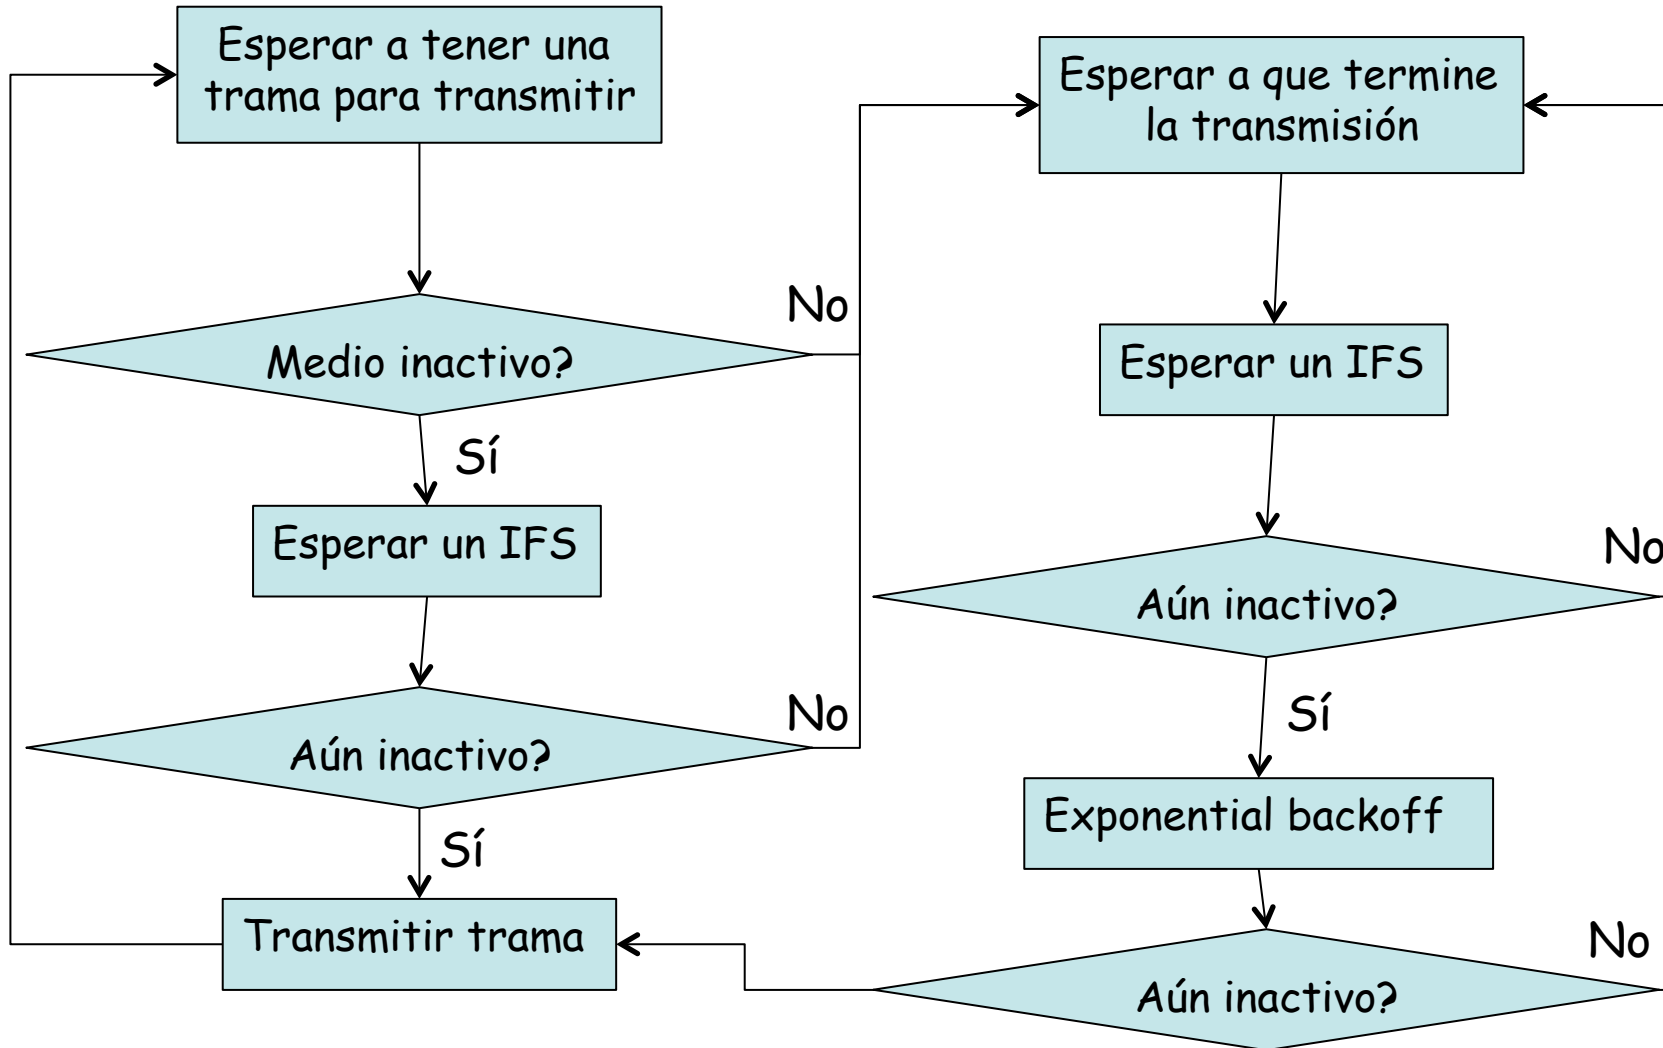 Esperar a tener una
trama para transmitir
Medio inactivo?
No
Sí
Esperar un IFS
Aún inactivo?
No
Sí
Transmitir trama
Esperar a que termine
la transmisión
Esperar un IFS
Aún inactivo?
No
Sí
Exponential backoff
Aún inactivo?
No